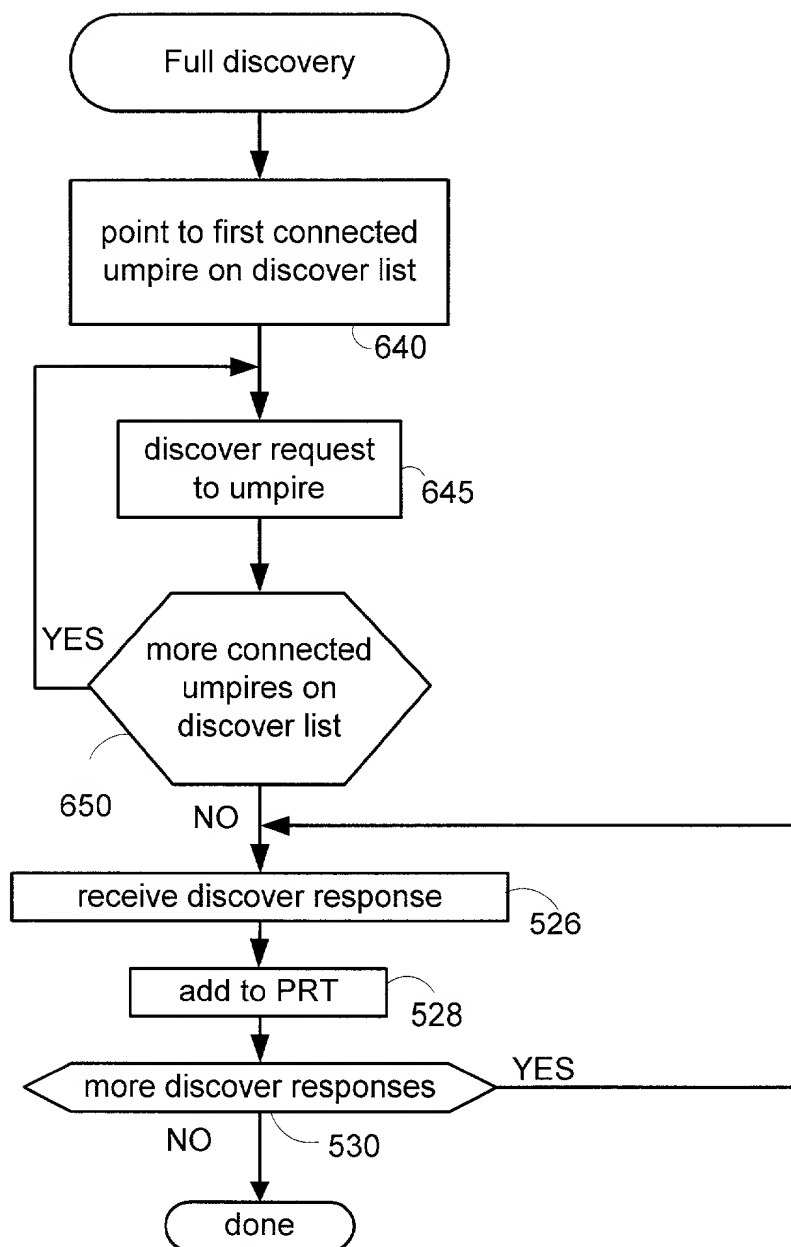 Full discovery
point to first connected
umpire on discover list
640
discover request
to umpire
645
YES
more connected
umpires on
discover list
650
NO
receive discover response
526
add to PRT
528
more discover responses
YES
NO
530
done